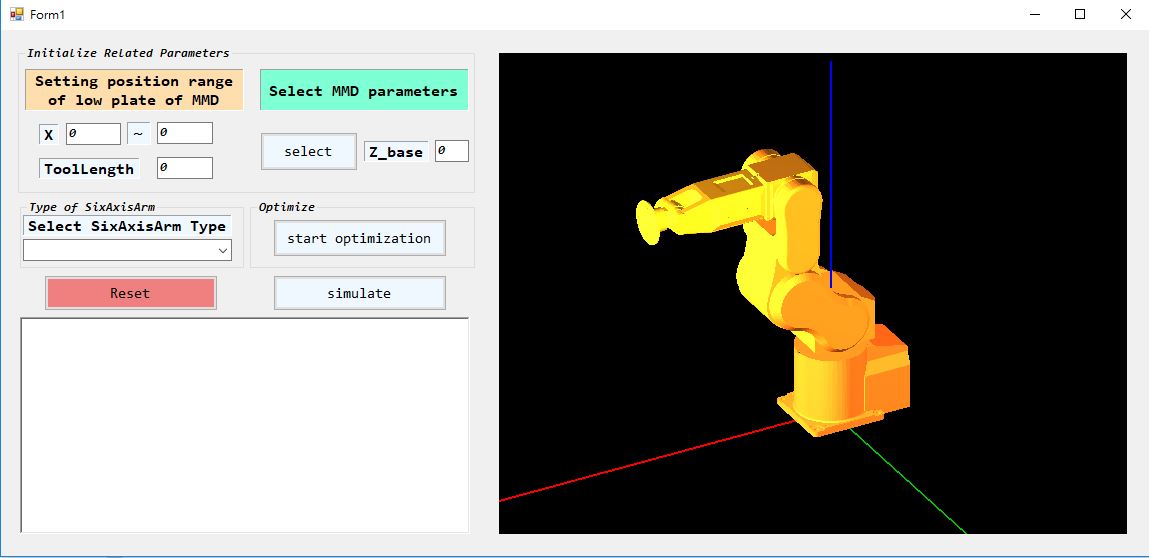 Form1
Initialize Related Parameters
Setting position range
of low plate of MMD
Select MMD parameters
X 0 ~ 0
select Z_base 0
ToolLength 0
Type of SixAxisArm
Optimize
Select SixAxisArm Type
start optimization
Reset
simulate